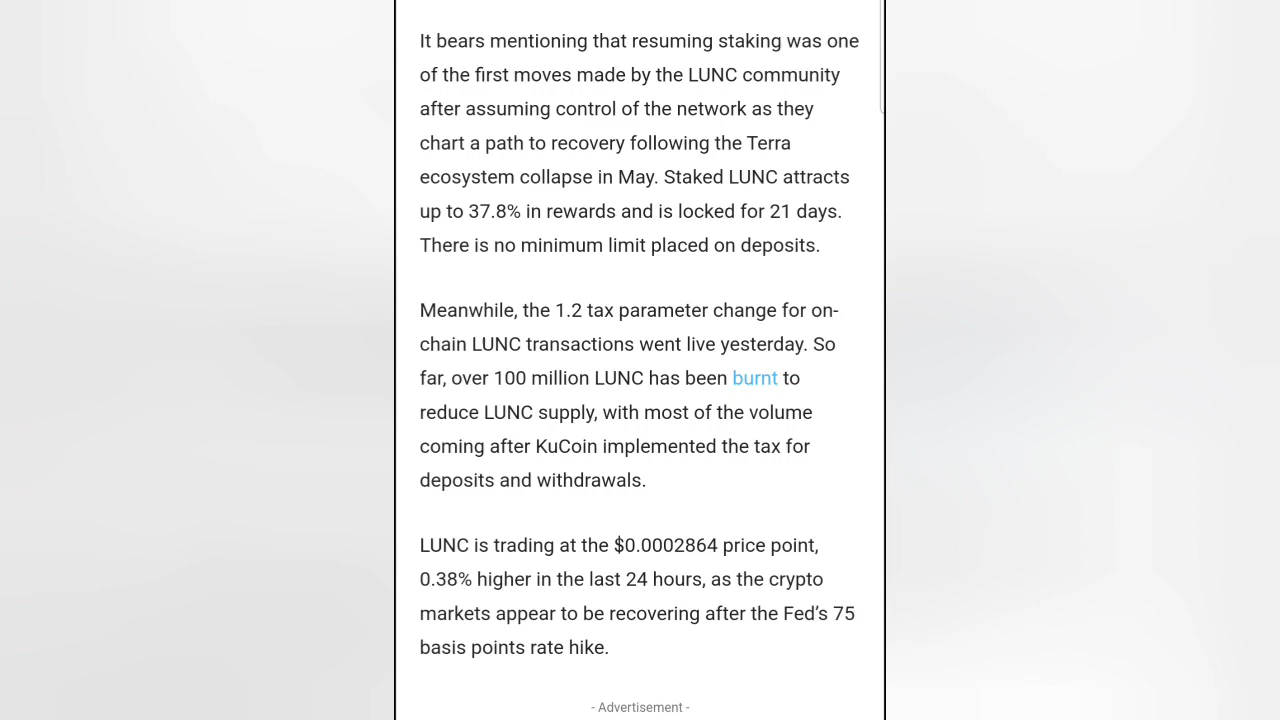 It bears mentioning that resuming staking was one
of the first moves made by the LUNC community
after assuming control of the network as they
chart a path to recovery following the Terra
ecosystem collapse in May. Staked LUNC attracts
up to 37.8% in rewards and is locked for 21 days.
There is no minimum limit placed on deposits.
Meanwhile, the 1.2 tax parameter change for on-
chain LUNC transactions went live yesterday. So
far, over 100 million LUNC has been burnt to
reduce LUNC supply, with most of the volume
coming after KuCoin implemented the tax for
deposits and withdrawals.
LUNC is trading at the $0.0002864 price point,
0.38% higher in the last 24 hours, as the crypto
markets appear to be recovering after the Fed’s 75
basis points rate hike.
- Advertisement -